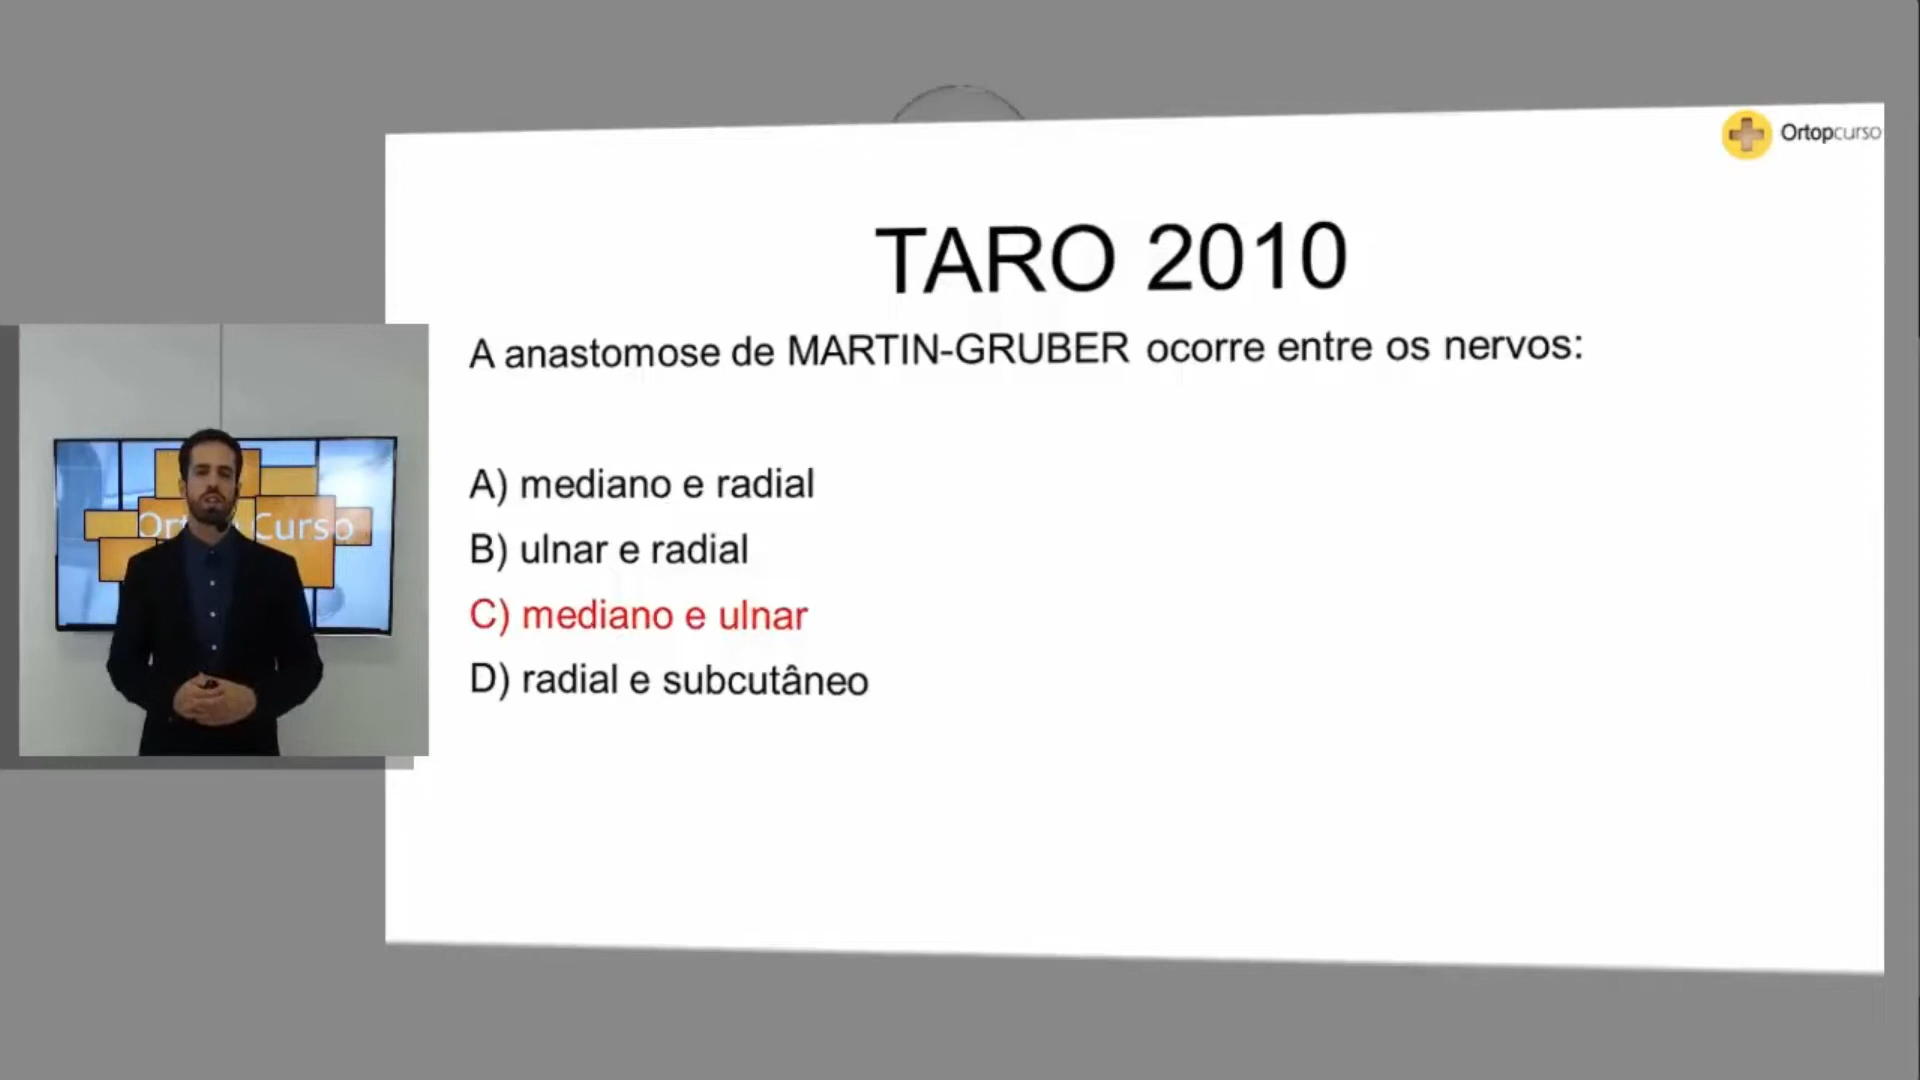 Ortopcurso
TARO 2010
A anastomose de MARTIN-GRUBER ocorre entre os nervos:
A) mediano e radial
B) ulnar e radial
C) mediano e ulnar
D) radial e subcutâneo
Curso